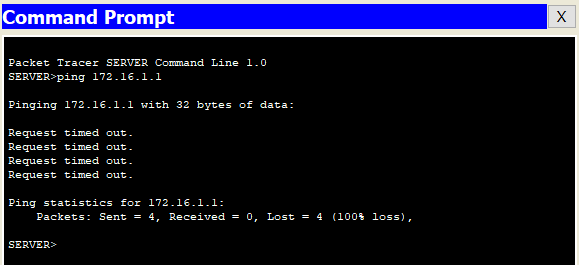 Command Prompt
X
Packet Tracer SERVER Command Line 1.0
SERVER>ping 172.16.1.1
Pinging 172.16.1.1 with 32 bytes of data:
Request timed out.
Request timed out.
Request timed out.
Request timed out.
Ping statistics for 172.16.1.1:
    Packets: Sent = 4, Received = 0, Lost = 4 (100% loss),
SERVER>